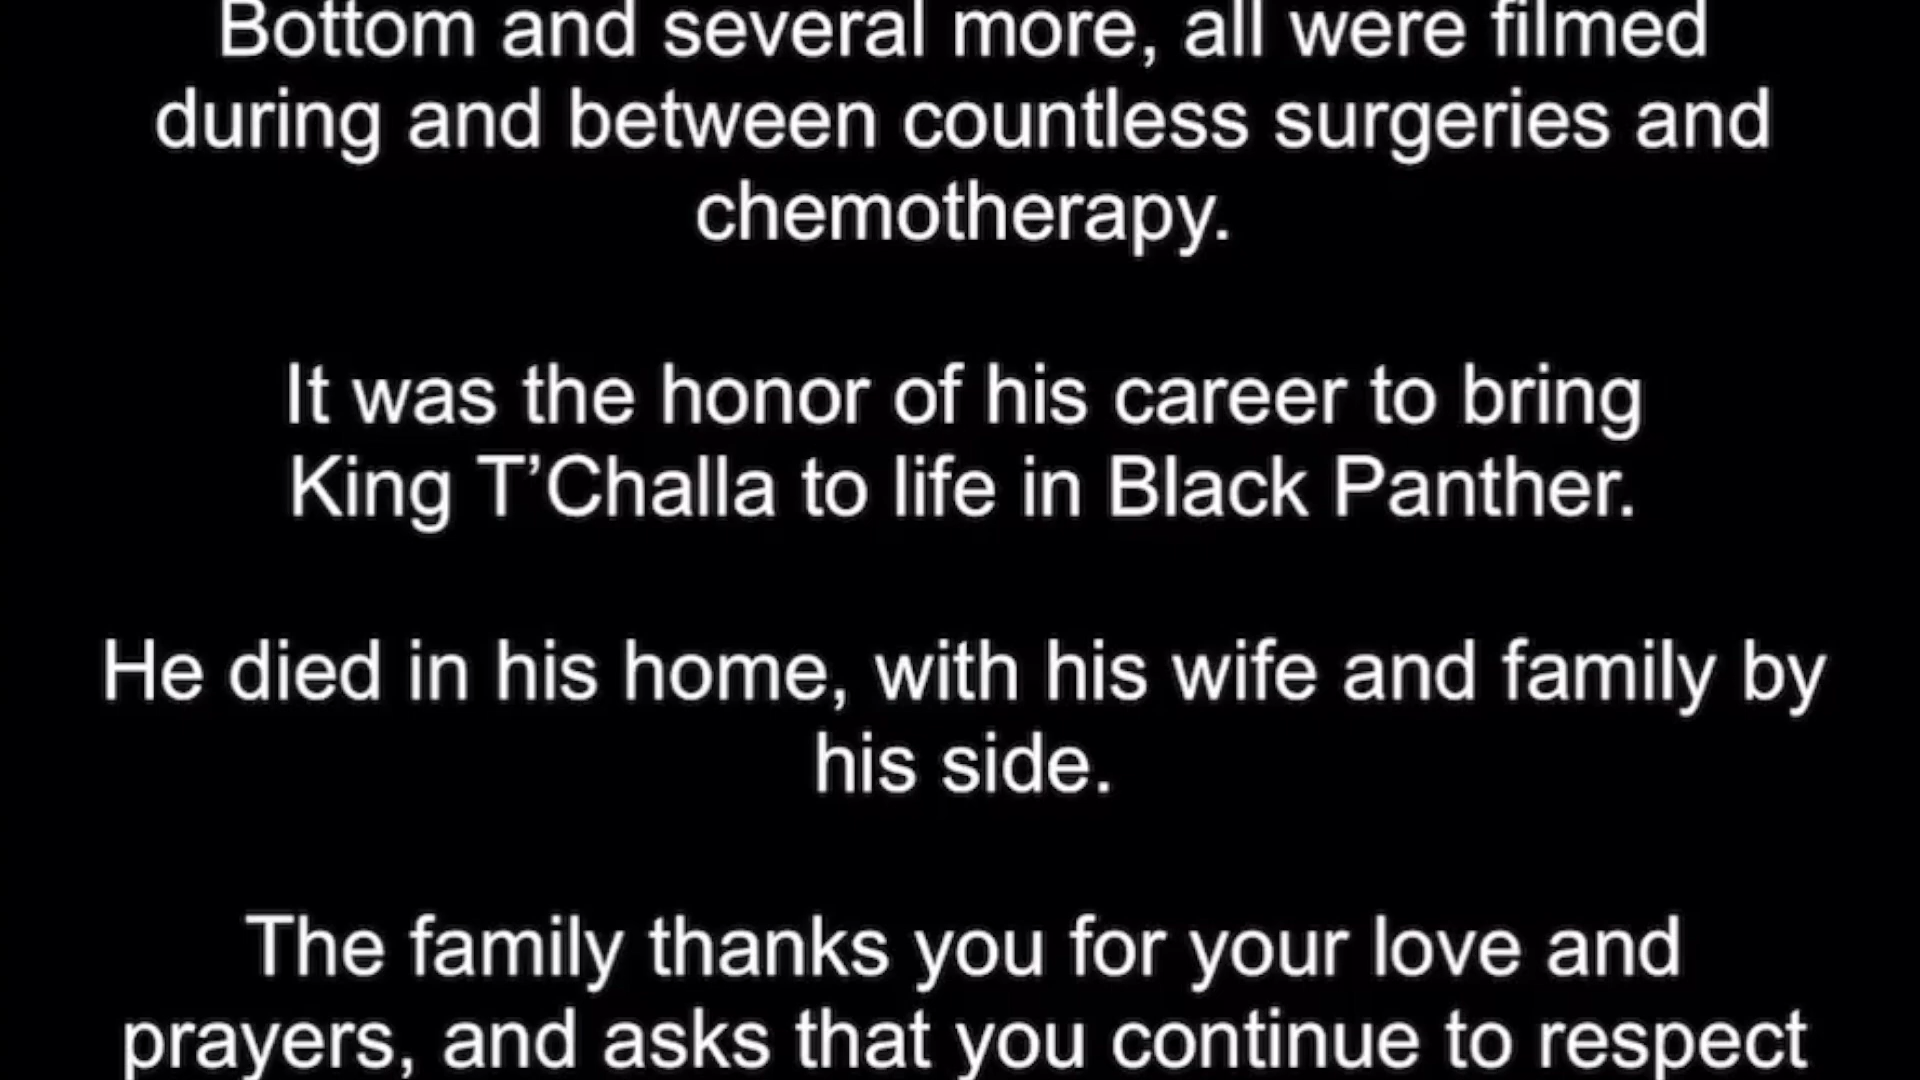 Bottom and several more, all were filmed
during and between countless surgeries and
chemotherapy.
It was the honor of his career to bring
King T’Challa to life in Black Panther.
He died in his home, with his wife and family by
his side.
The family thanks you for your love and
prayers, and asks that you continue to respect